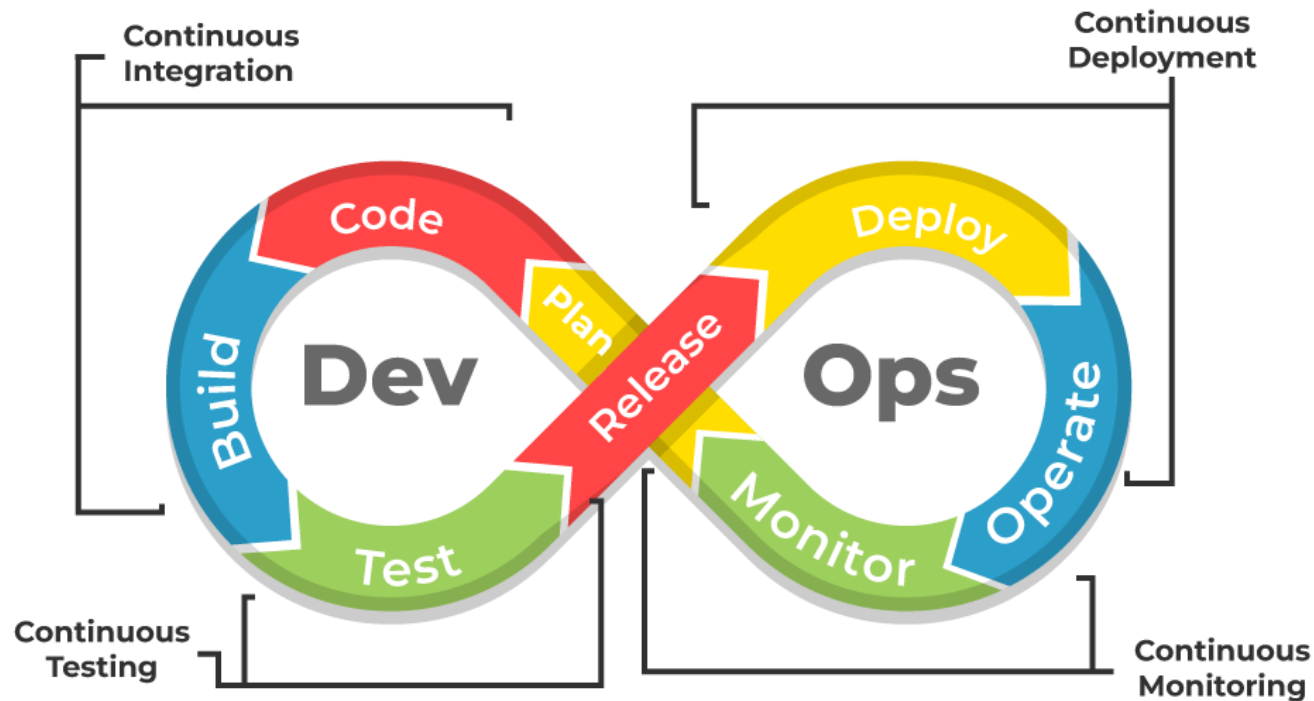 Continuous
Integration
Continuous
Deployment
Code
Deploy
Plan
Release
Build
Dev
Ops
Operate
Test
Monitor
Continuous
Testing
Continuous
Monitoring